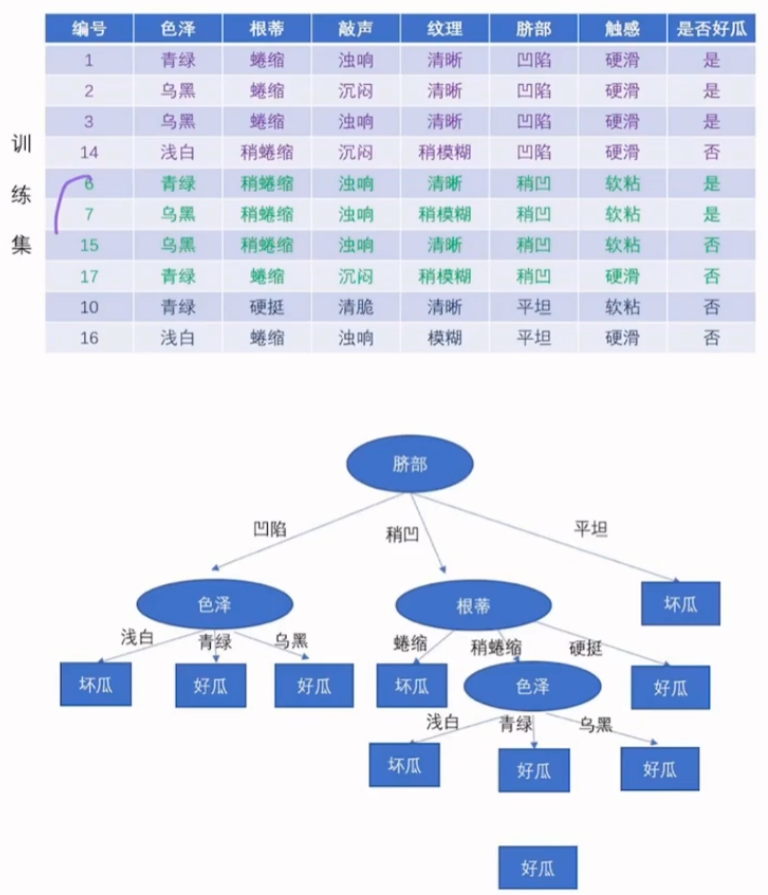 编号 色泽 根蒂 敲声 纹理 脐部 触感 是否好瓜
1 青绿 蜷缩 浊响 清晰 凹陷 硬滑 是
2 乌黑 蜷缩 沉闷 清晰 凹陷 硬滑 是
3 乌黑 蜷缩 浊响 清晰 凹陷 硬滑 是
14 浅白 稍蜷缩 沉闷 稍模糊 凹陷 硬滑 否
6 青绿 稍蜷缩 浊响 清晰 稍凹 软粘 是
7 乌黑 稍蜷缩 浊响 稍模糊 稍凹 软粘 是
15 乌黑 稍蜷缩 浊响 清晰 稍凹 软粘 否
17 青绿 蜷缩 沉闷 稍模糊 稍凹 硬滑 否
10 青绿 硬挺 清脆 清晰 平坦 软粘 否
16 浅白 蜷缩 浊响 模糊 平坦 硬滑 否
训
练
集
脐部
凹陷 稍凹 平坦
色泽 根蒂 坏瓜
浅白 青绿 乌黑 蜷缩 稍蜷缩 硬挺
坏瓜 好瓜 好瓜 坏瓜 色泽 好瓜
浅白 青绿 乌黑
坏瓜 好瓜 好瓜
好瓜